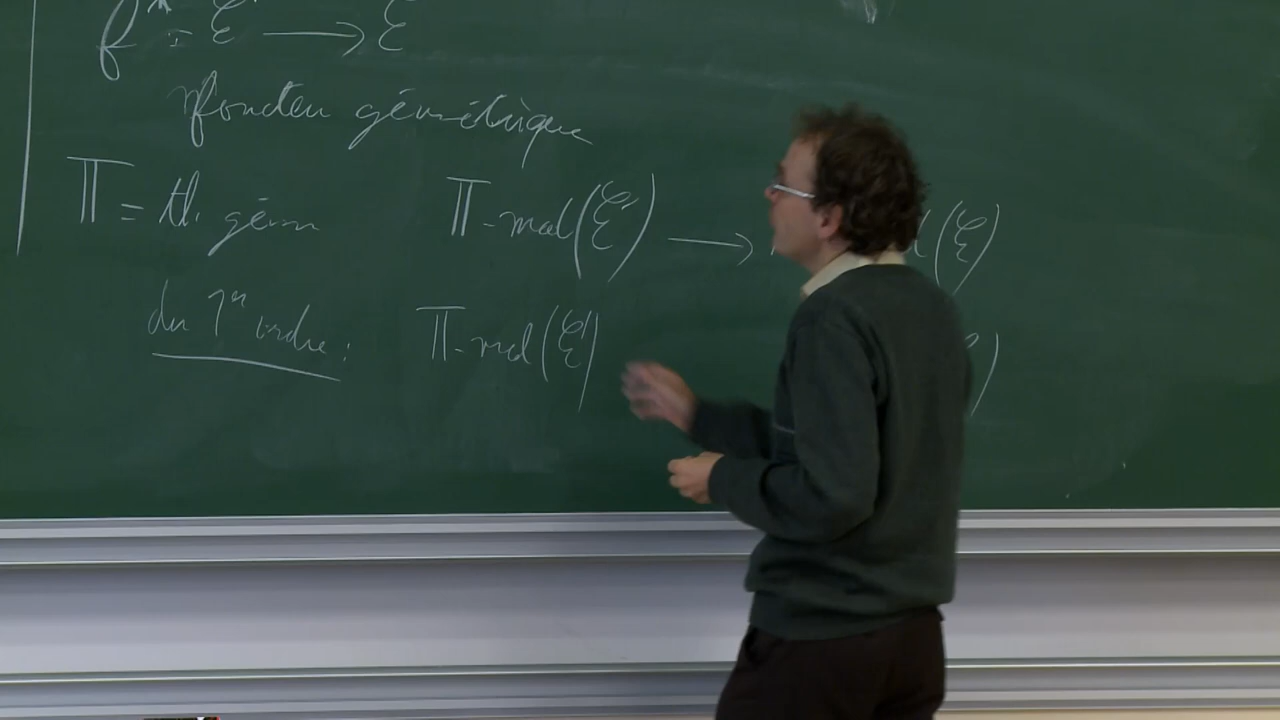 f* : ℰ' ⟶ ℰ
foncteur géométrique
𝕋 = th. géom 𝕋-mod(ℰ') ⟶ (ℰ)
du 1er ordre : 𝕋-mod(ℰ') )